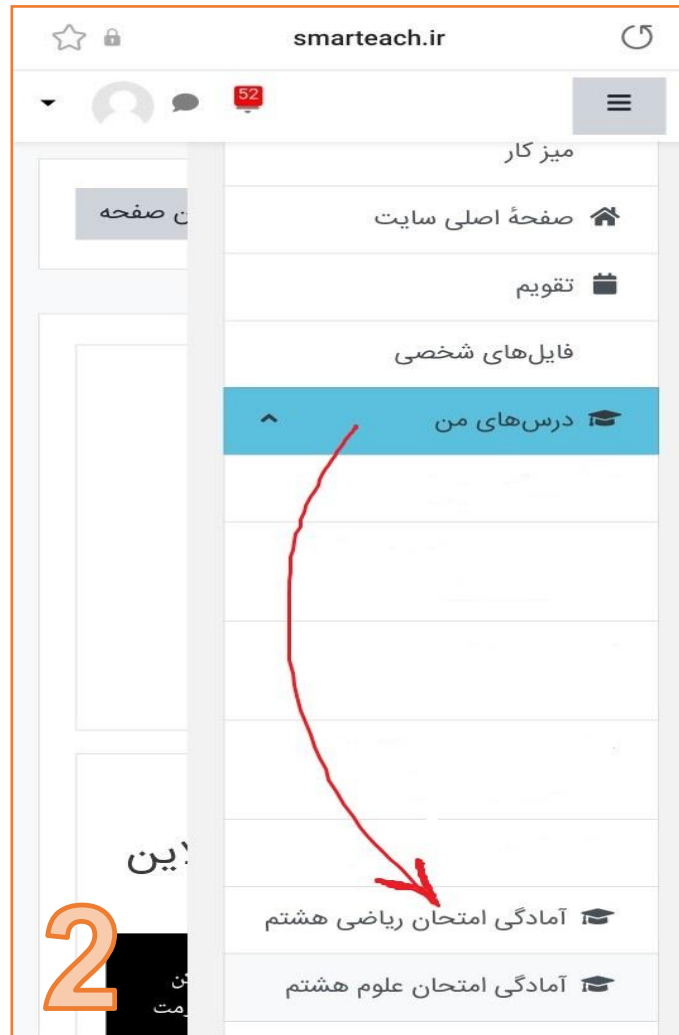 smarteach.ir
52
میز کار
ن صفحه
صفحهٔ اصلی سایت
تقویم
فایل‌های شخصی
درس‌های من
آمادگی امتحان ریاضی هشتم
آمادگی امتحان علوم هشتم
2